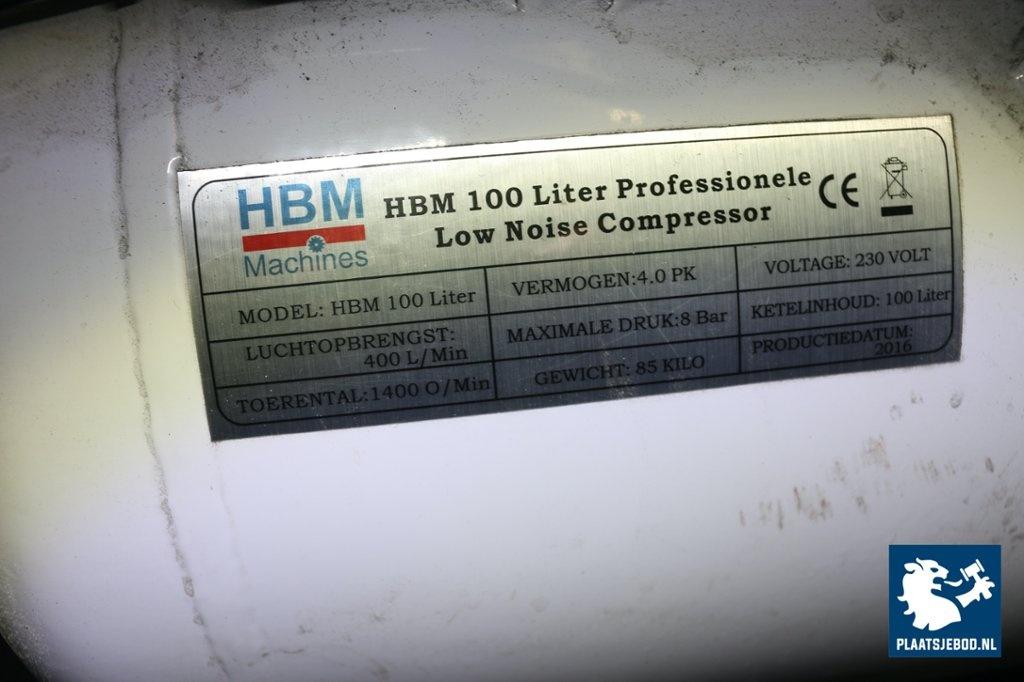 HBM
Machines
HBM 100 Liter Professionele
Low Noise Compressor
CE
MODEL: HBM 100 Liter
VERMOGEN:4.0 PK
VOLTAGE: 230 VOLT
LUCHTOPBRENGST:
400 L/Min
MAXIMALE DRUK:8 Bar
KETELINHOUD: 100 Liter
TOERENTAL:1400 O/Min
GEWICHT: 85 KILO
PRODUCTIEDATUM:
2016
PLAATSJEBOD.NL